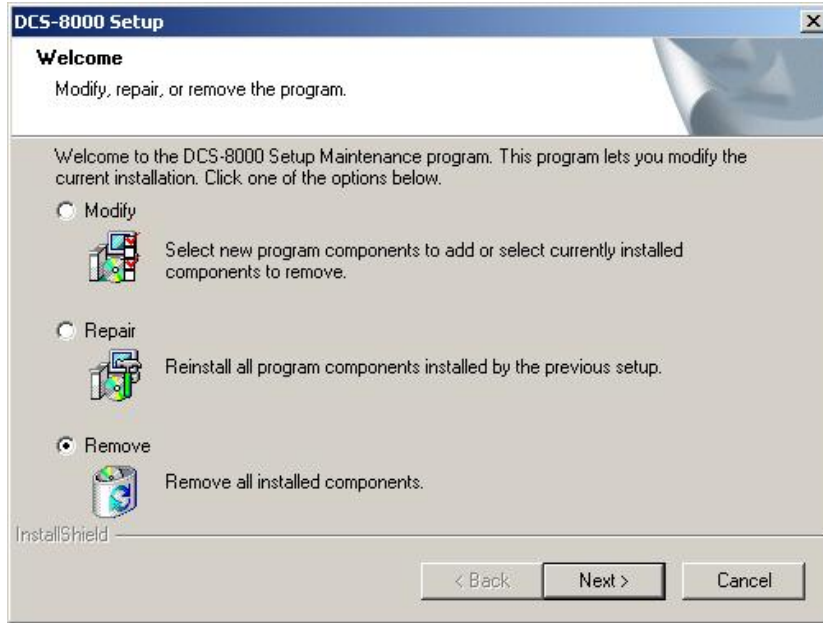 DCS-8000 Setup
Welcome
Modify, repair, or remove the program.
Welcome to the DCS-8000 Setup Maintenance program. This program lets you modify the
current installation. Click one of the options below.
Modify
Select new program components to add or select currently installed
components to remove.
Repair
Reinstall all program components installed by the previous setup.
Remove
Remove all installed components.
InstallShield
< Back
Next >
Cancel